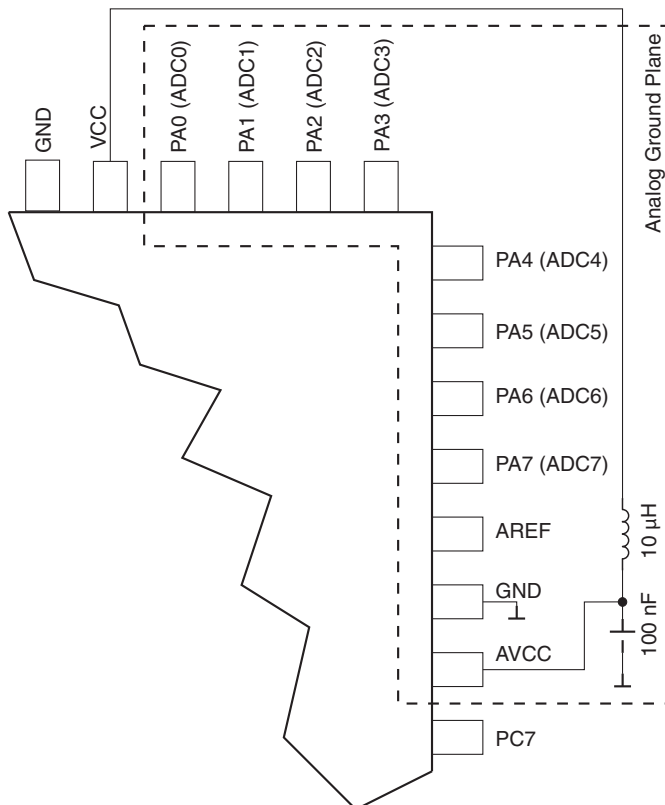 GND
VCC
PA0 (ADC0)
PA1 (ADC1)
PA2 (ADC2)
PA3 (ADC3)
Analog Ground Plane
PA4 (ADC4)
PA5 (ADC5)
PA6 (ADC6)
PA7 (ADC7)
AREF
10 µH
GND
100 nF
AVCC
PC7